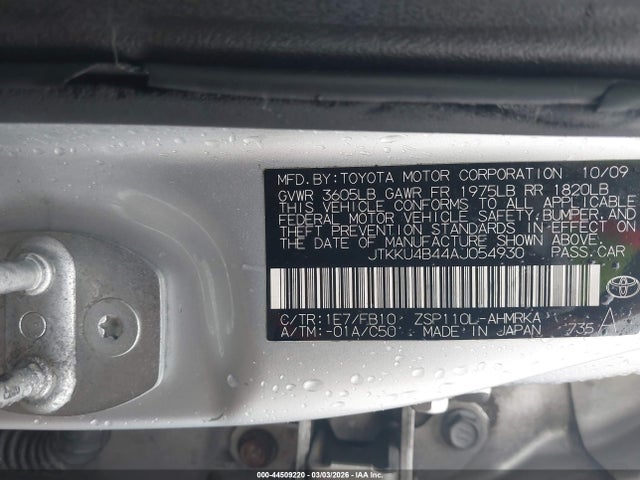 MFD.BY:TOYOTA MOTOR CORPORATION 10/09
GVWR 3605LB GAWR FR 1975LB RR 1820LB
THIS VEHICLE CONFORMS TO ALL APPLICABLE
FEDERAL MOTOR VEHICLE SAFETY, BUMPER, AND
THEFT PREVENTION STANDARDS IN EFFECT ON
THE DATE OF MANUFACTURE SHOWN ABOVE.
JTKKU4B44AJ054930 PASS.CAR
C/TR:1E7/FB10 ZSP110L-AHMRKA
A/TM:-01A/C50 MADE IN JAPAN 735 A
000-44509220 - 03/03/2026 - COPYRIGHT IAA, LLC